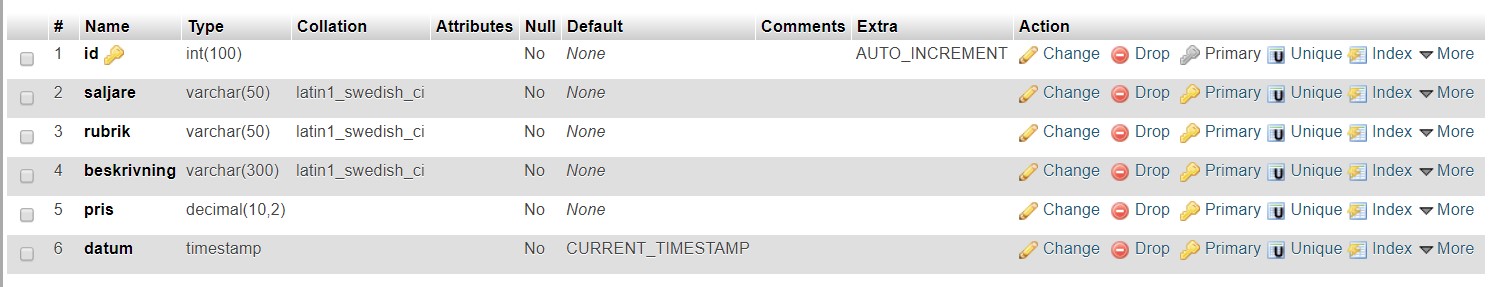 # Name Type Collation Attributes Null Default Comments Extra Action
1 id int(100) No None AUTO_INCREMENT Change Drop Primary U Unique Index More
2 saljare varchar(50) latin1_swedish_ci No None Change Drop Primary U Unique Index More
3 rubrik varchar(50) latin1_swedish_ci No None Change Drop Primary U Unique Index More
4 beskrivning varchar(300) latin1_swedish_ci No None Change Drop Primary U Unique Index More
5 pris decimal(10,2) No None Change Drop Primary U Unique Index More
6 datum timestamp No CURRENT_TIMESTAMP Change Drop Primary U Unique Index More